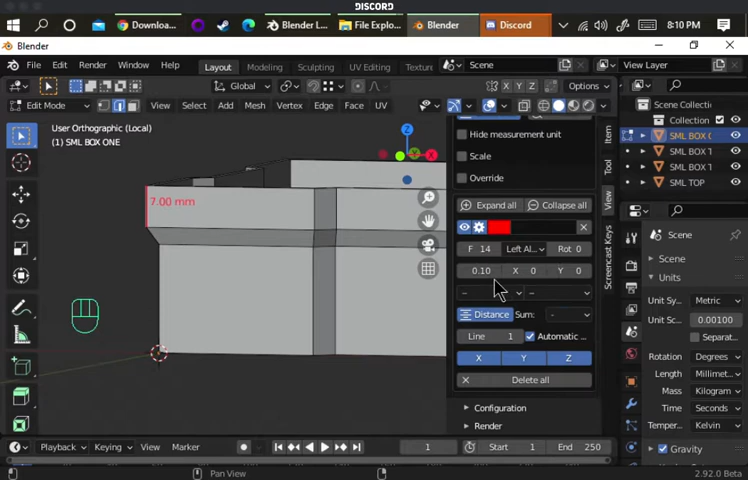 DISCORD
Downloa...
Blender L...
File Explo...
Blender
Discord
8:10 PM
Blender
File Edit Render Window Help Layout Modeling Sculpting UV Editing Texture Scene View Layer
Global Options
Edit Mode View Select Add Mesh Vertex Edge Face UV
User Orthographic (Local)
(1) SML BOX ONE
7.00 mm
Z
X
Hide measurement unit
Scale
Override
Expand all Collapse all
F 14 Left Al... Rot 0
0.10 X 0 Y 0
– –
Distance Sum: -
Line 1 Automatic ...
X Y Z
Delete all
Configuration
Render
Item
Tool
View
Screencast Keys
Scene Collectio
Collection
SML BOX O
SML BOX T
SML BOX T
SML TOP
Scene
Scene
Units
Unit Sy... Metric
Unit Sc... 0.00100
Separat...
Rotation Degrees
Length Millimet...
Mass Kilogram
Time Seconds
Temper... Kelvin
Gravity
Playback Keying View Marker 1 Start 1 End 250
Pan View 2.92.0 Beta